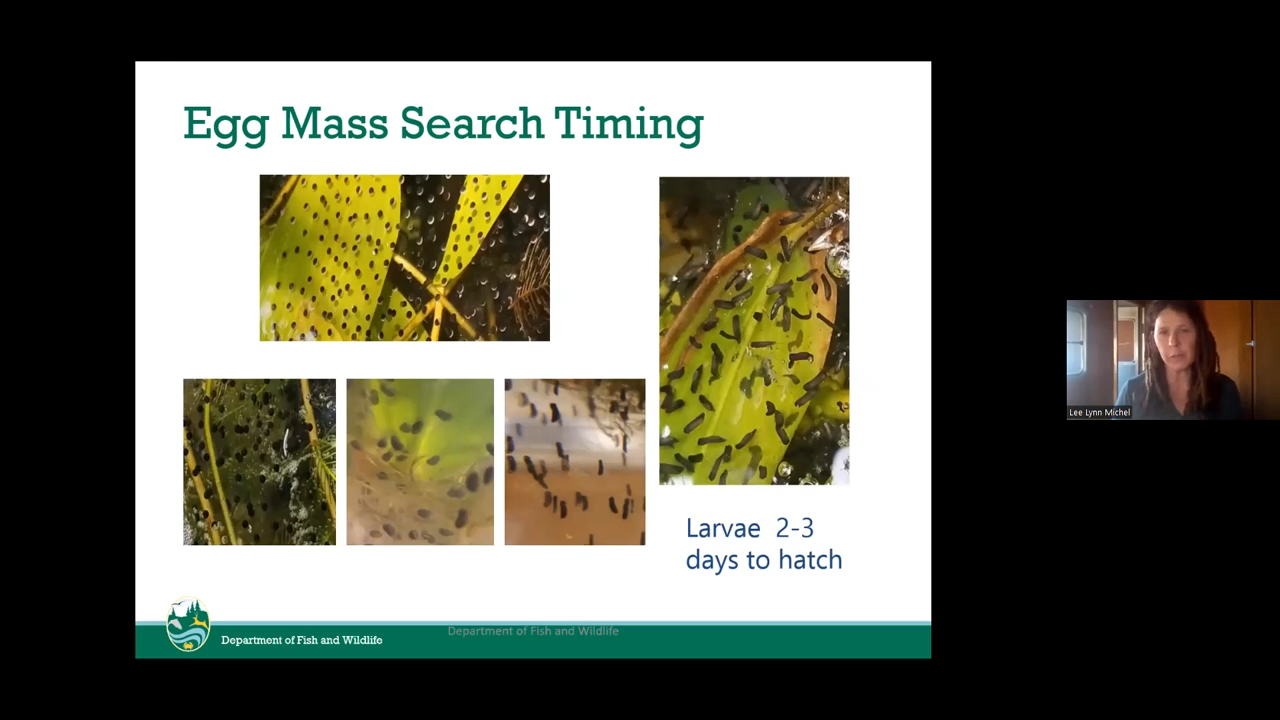 Egg Mass Search Timing
Larvae 2-3
days to hatch
Department of Fish and Wildlife
Department of Fish and Wildlife
Lee Lynn Michel